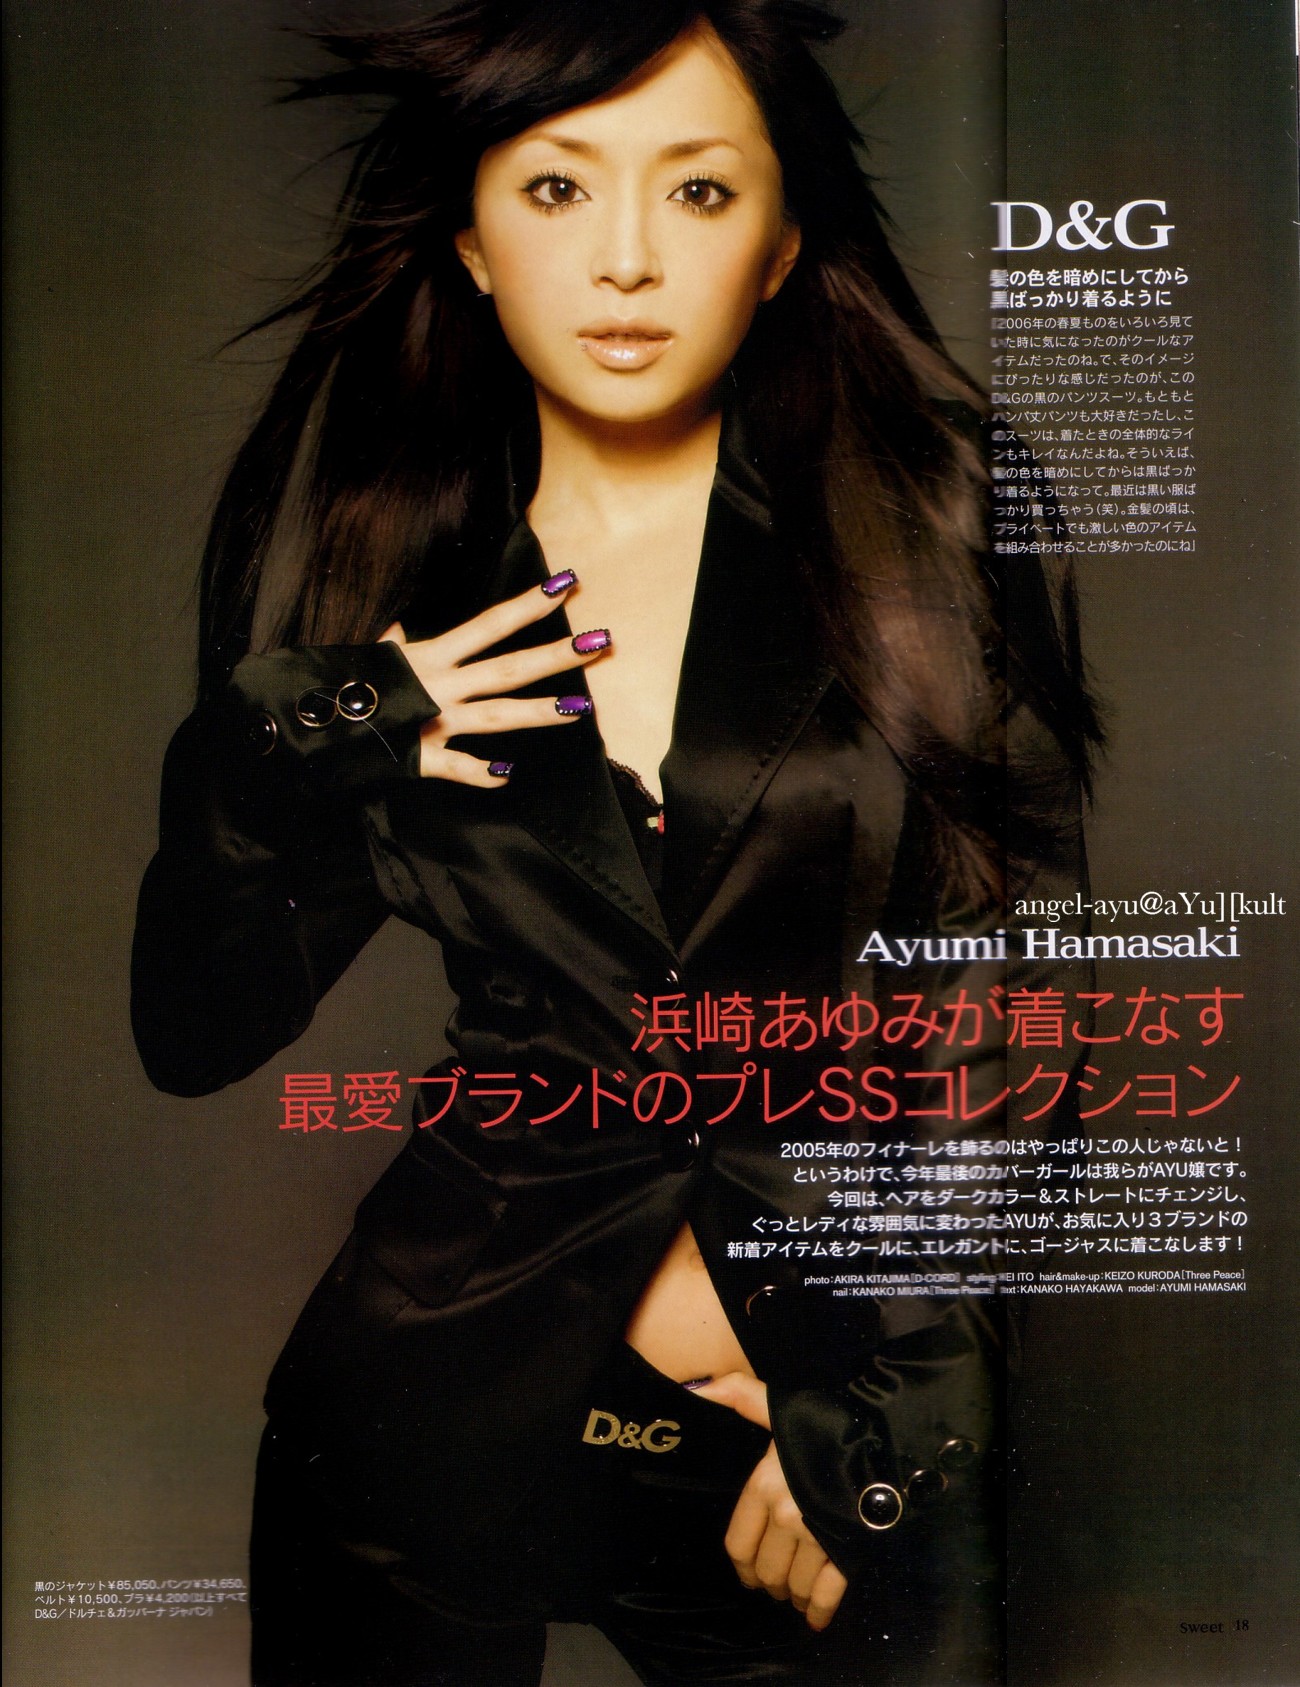 D&G
髪の色を暗めにしてから
黒ばっかり着るように
「2006年の春夏ものをいろいろ見て
いた時に気になったのがクールなア
イテムだったのね。で、そのイメージ
にぴったりな感じだったのが、この
D&Gの黒のパンツスーツ。もともと
ハンパ丈パンツも大好きだったし、こ
のスーツは、着たときの全体的なライ
ンもキレイなんだよね。そういえば、
髪の色を暗めにしてからは黒ばっか
り着るようになって。最近は黒い服ば
っかり買っちゃう(笑)。金髪の頃は、
プライベートでも激しい色のアイテム
を組み合わせることが多かったのにね」
angel-ayu@aYu][kult
Ayumi Hamasaki
浜崎あゆみが着こなす
最愛ブランドのプレSSコレクション
2005年のフィナーレを飾るのはやっぱりこの人じゃないと!
というわけで、今年最後のカバーガールは我らがAYU嬢です。
今回は、ヘアをダークカラー&ストレートにチェンジし、
ぐっとレディな雰囲気に変わったAYUが、お気に入り3ブランドの
新着アイテムをクールに、エレガントに、ゴージャスに着こなします!
photo:AKIRA KITAJIMA[D-CORD] styling:KEI ITO hair&make-up:KEIZO KURODA[Three Peace]
nail:KANAKO MIURA[Three Peace] text:KANAKO HAYAKAWA model:AYUMI HAMASAKI
D&G
黒のジャケット¥85,050、パンツ¥34,650、
ベルト¥10,500、ブラ¥4,200(以上すべて
D&G/ドルチェ&ガッバーナ ジャパン)
sweet 18